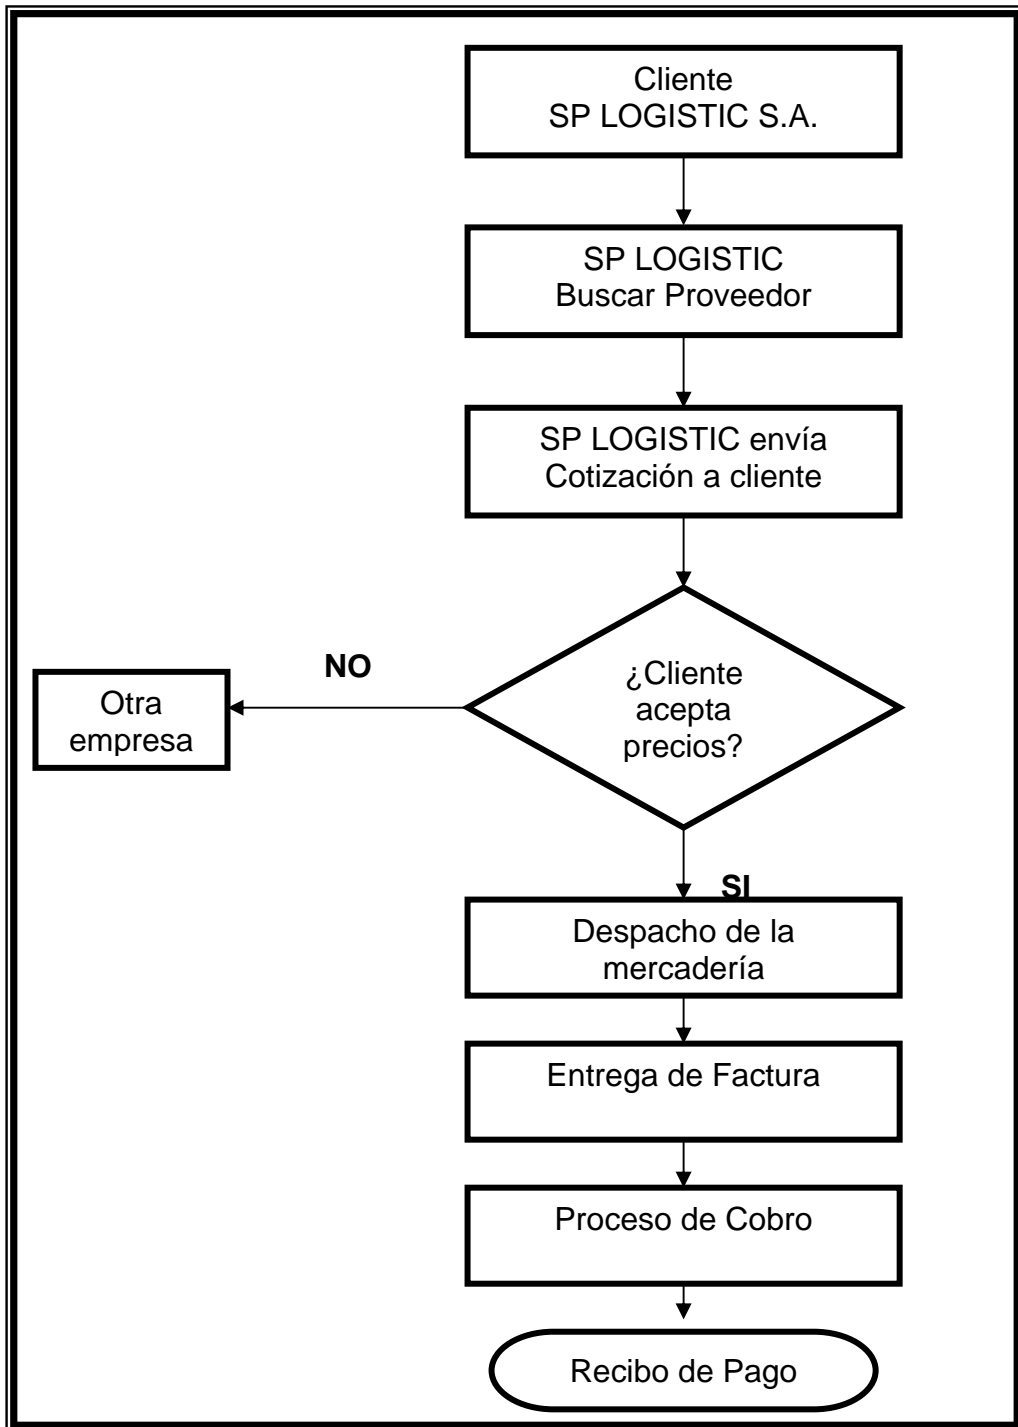 Cliente
SP LOGISTIC S.A.
SP LOGISTIC
Buscar Proveedor
SP LOGISTIC envía
Cotización a cliente
NO
Otra
empresa
¿Cliente
acepta
precios?
SI
Despacho de la
mercadería
Entrega de Factura
Proceso de Cobro
Recibo de Pago